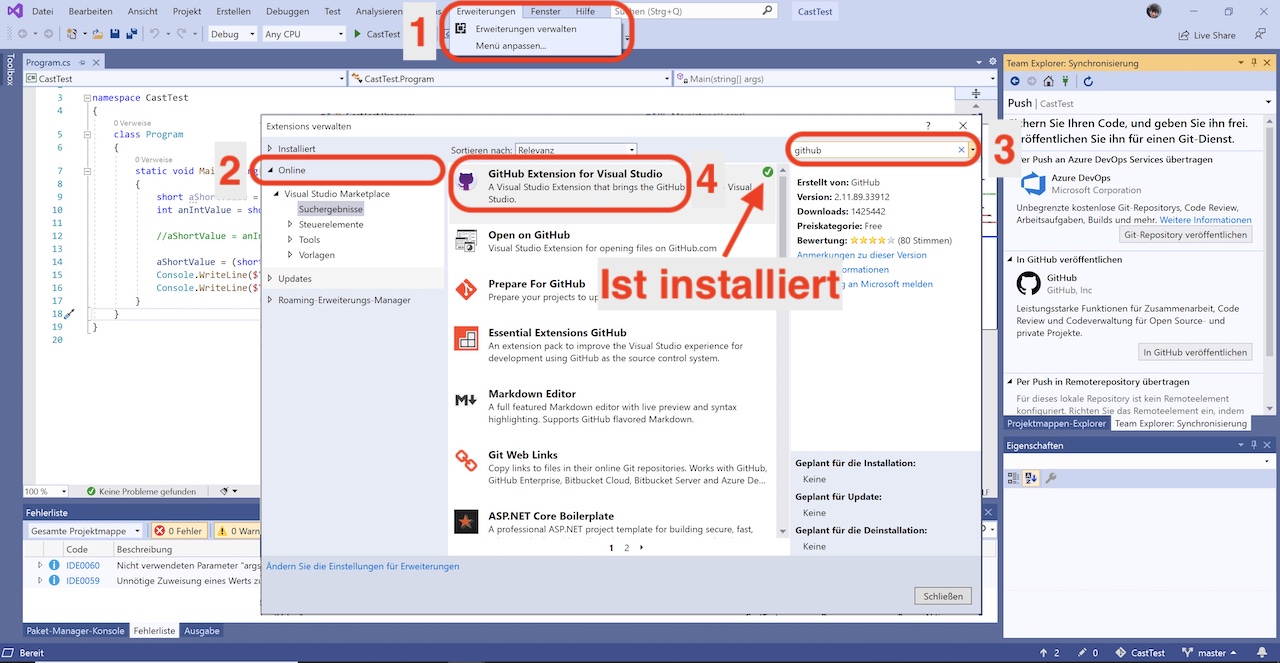 Datei Bearbeiten Ansicht Projekt Erstellen Debuggen Test Analysieren Erweiterungen Fenster Hilfe Suchen (Strg+Q) CastTest
Erweiterungen verwalten
Menü anpassen...
1
Debug Any CPU CastTest Live Share
Toolbox
Program.cs
CastTest CastTest.Program Main(string[] args)
3 namespace CastTest
4 {
0 Verweise
5 class Program
6 {
0 Verweise
7 static void Ma
8 {
9 short aShortValue =
10 int anIntValue = sho
11
12 //aShortValue = anIn
13
14 aShortValue = (short
15 Console.WriteLine($"
16 Console.WriteLine($"
17 }
18 }
19 }
20
100 % Keine Probleme gefunden
Extensions verwalten ?
Installiert
2
Online
Visual Studio Marketplace
Suchergebnisse
Steuerelemente
Tools
Vorlagen
Updates
Roaming-Erweiterungs-Manager
Sortieren nach: Relevanz
github
3
4
GitHub Extension for Visual Studio
A Visual Studio Extension that brings the GitHub Visual
Studio.
Open on GitHub
Visual Studio Extension for opening files on GitHub.com
Ist installiert
Prepare For GitHub
Prepare your projects to
Essential Extensions GitHub
An extension pack to improve the Visual Studio experience for
development using GitHub as the source control system.
Markdown Editor
A full featured Markdown editor with live preview and syntax
highlighting. Supports GitHub flavored Markdown.
Git Web Links
Copy links to files in their online Git repositories. Works with GitHub,
GitHub Enterprise, Bitbucket Cloud, Bitbucket Server and Azure De...
ASP.NET Core Boilerplate
A professional ASP.NET project template for building secure, fast,
1 2
Erstellt von: GitHub
Version: 2.11.89.33912
Downloads: 1425442
Preiskategorie: Free
Bewertung: (80 Stimmen)
Anmerkungen zu dieser Version
an Microsoft melden
Geplant für die Installation:
Keine
Geplant für Update:
Keine
Geplant für die Deinstallation:
Keine
Ändern Sie die Einstellungen für Erweiterungen
Schließen
Team Explorer: Synchronisierung
Push | CastTest
hern Sie Ihren Code, und geben Sie ihn frei.
röffentlichen Sie ihn für einen Git-Dienst.
Per Push an Azure DevOps Services übertragen
Azure DevOps
Microsoft Corporation
Unbegrenzte kostenlose Git-Repositorys, Code Review,
Arbeitsaufgaben, Builds und mehr. Weitere Informationen
Git-Repository veröffentlichen
In GitHub veröffentlichen
GitHub
GitHub, Inc
Leistungsstarke Funktionen für Zusammenarbeit, Code
Review und Codeverwaltung für Open Source- und
private Projekte.
In GitHub veröffentlichen
Per Push in Remoterepository übertragen
Für dieses lokale Repository ist kein Remoteelement
konfiguriert. Richten Sie das Remoteelement ein, indem
Projektmappen-Explorer Team Explorer: Synchronisierung
Eigenschaften
Fehlerliste
Gesamte Projektmappe 0 Fehler 0 Warn
Code Beschreibung
IDE0060 Nicht verwendeten Parameter "args
IDE0059 Unnötige Zuweisung eines Werts zu
Paket-Manager-Konsole Fehlerliste Ausgabe
Bereit 2 0 CastTest master